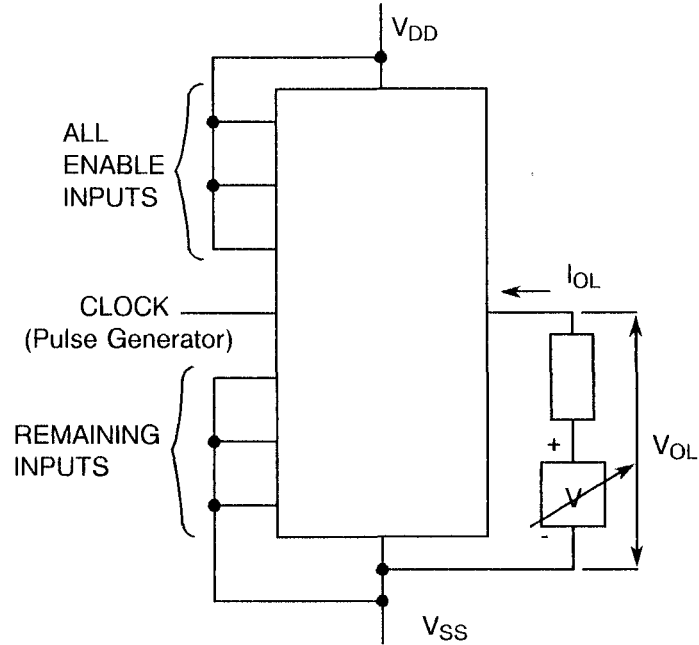 VDD
ALL
ENABLE
INPUTS
IOL
CLOCK
(Pulse Generator)
REMAINING
INPUTS
+
V
-
VOL
VSS